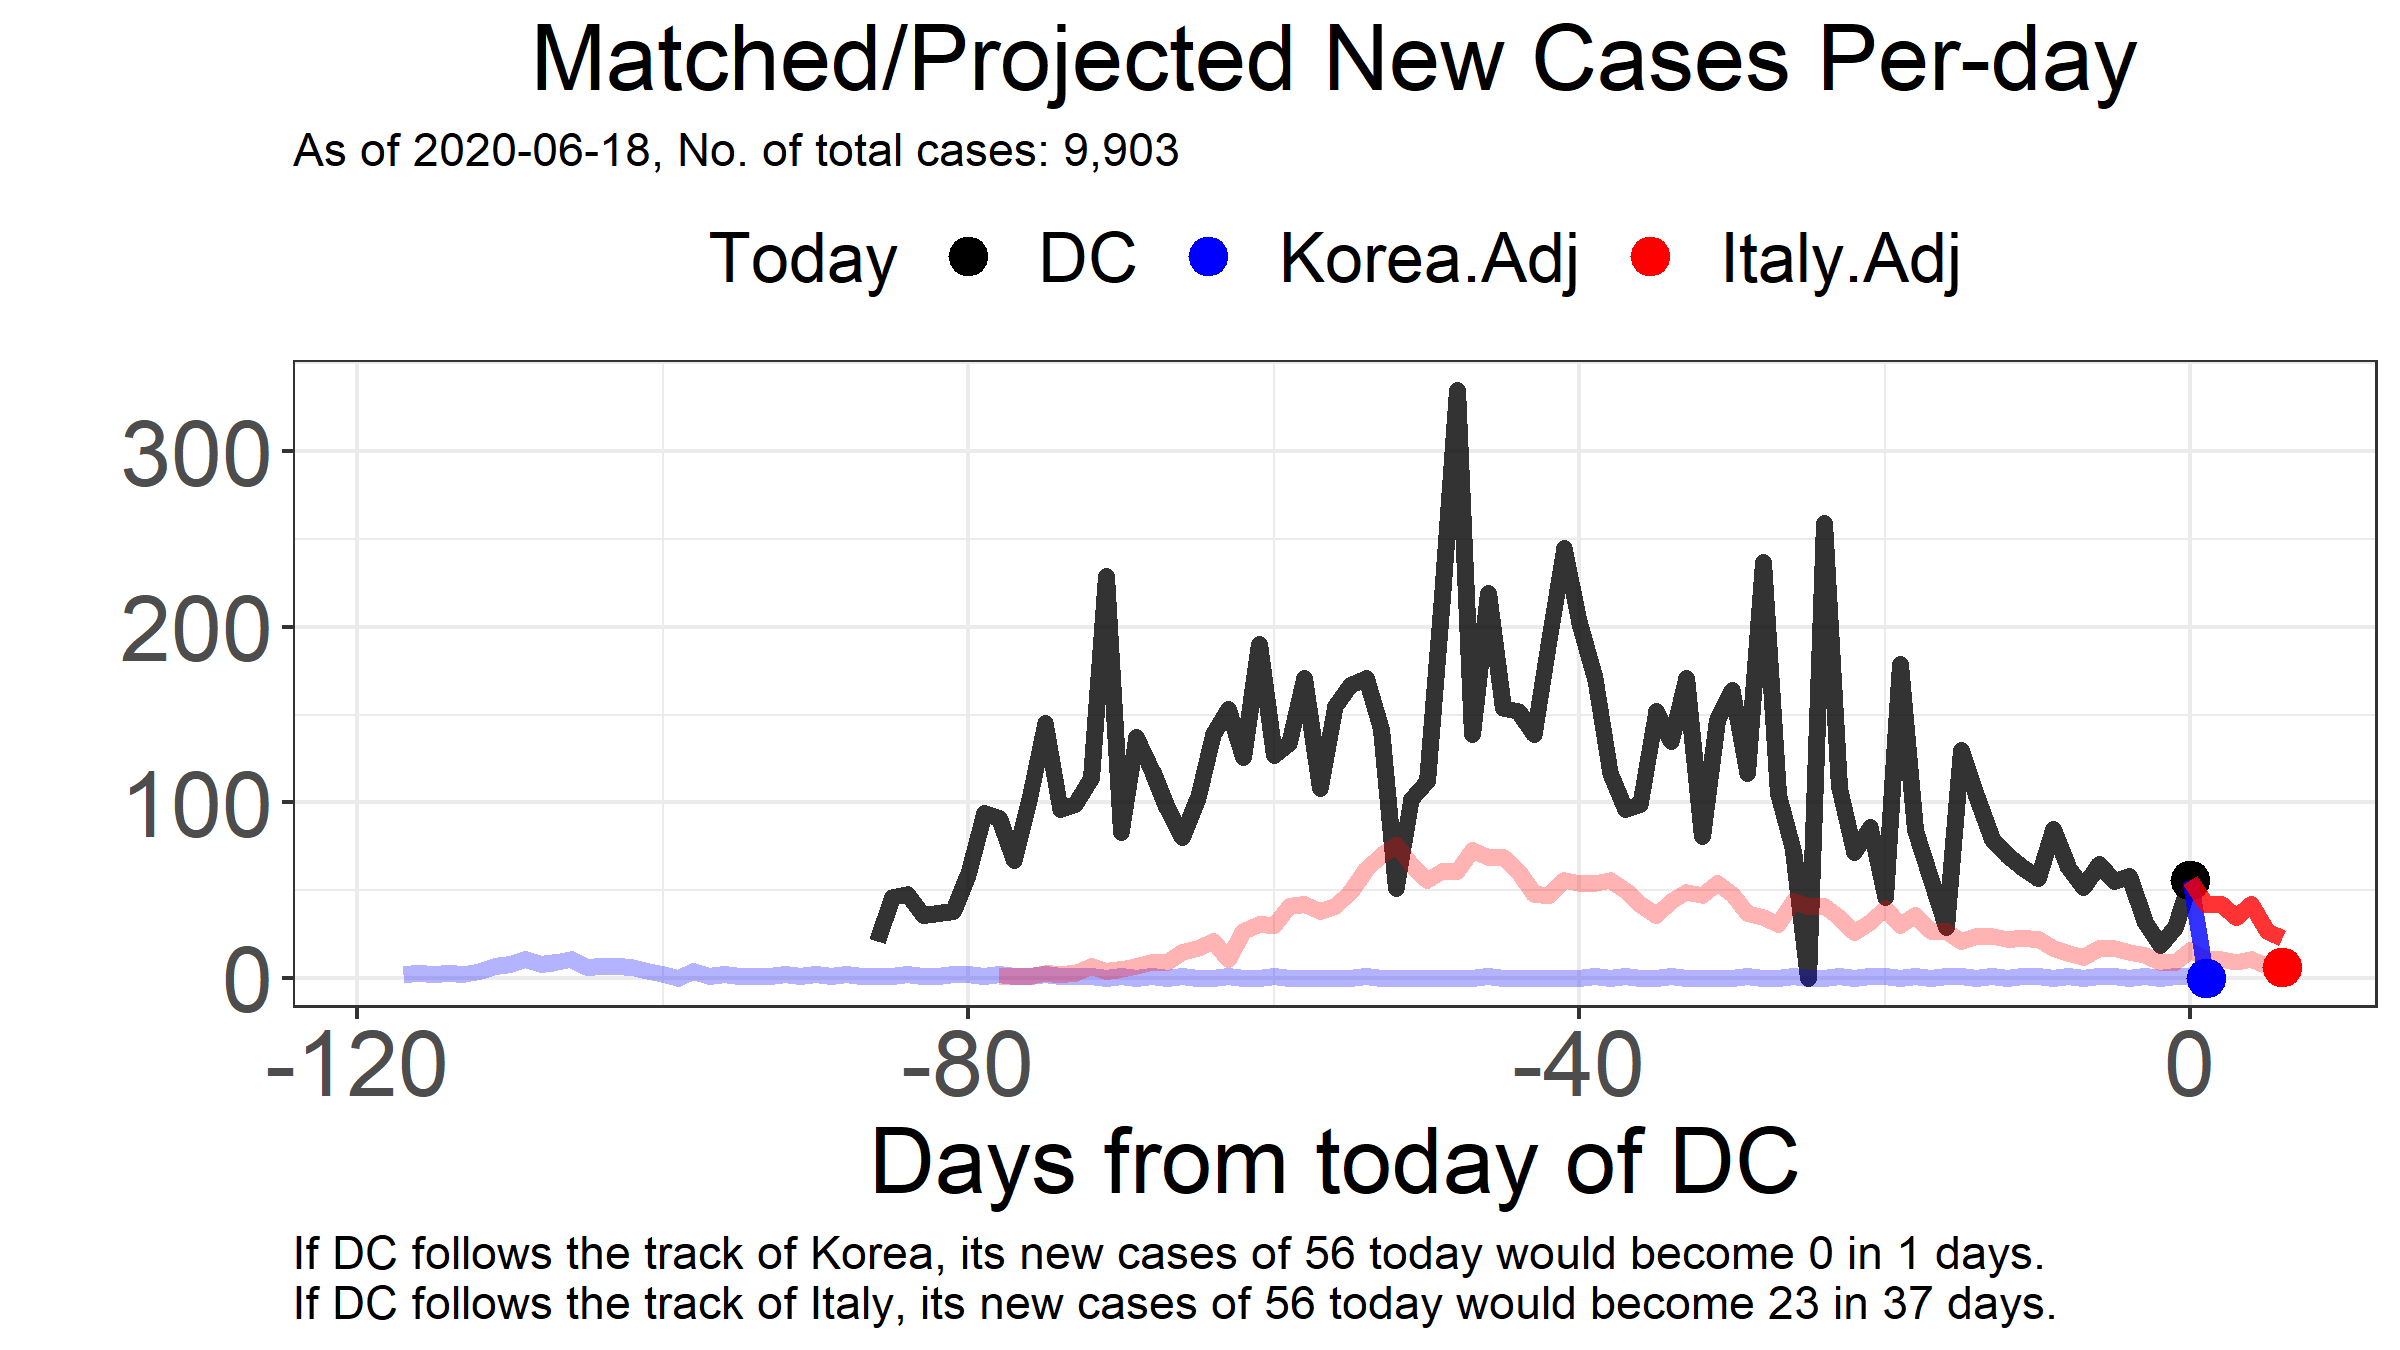 Matched/Projected New Cases Per-day
As of 2020-06-18, No. of total cases: 9,903
Today DC Korea.Adj Italy.Adj
300
200
100
0
-120 -80 -40 0
Days from today of DC
If DC follows the track of Korea, its new cases of 56 today would become 0 in 1 days.
If DC follows the track of Italy, its new cases of 56 today would become 23 in 37 days.